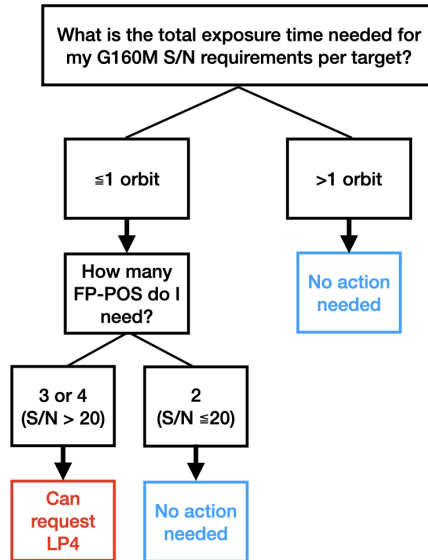 What is the total exposure time needed for
my G160M S/N requirements per target?
≦1 orbit
>1 orbit
How many
FP-POS do I
need?
No action
needed
3 or 4
(S/N > 20)
2
(S/N ≦20)
Can
request
LP4
No action
needed